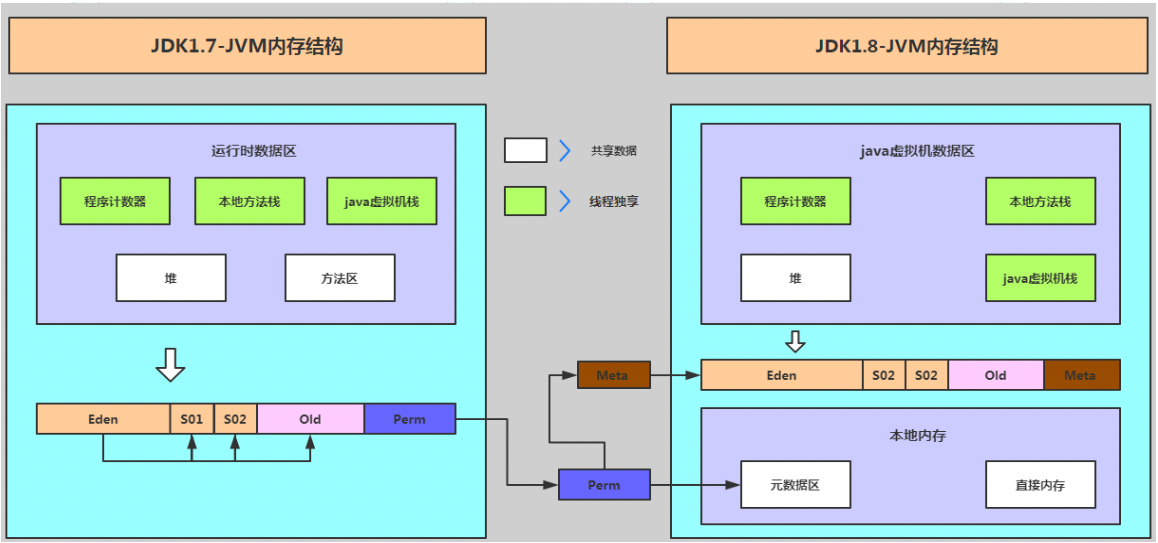 JDK1.7-JVM内存结构
JDK1.8-JVM内存结构
运行时数据区
程序计数器
本地方法栈
java虚拟机栈
堆
方法区
Eden
S01
S02
Old
Perm
共享数据
线程独享
Meta
Perm
java虚拟机数据区
程序计数器
本地方法栈
堆
java虚拟机栈
Eden
S02
S02
Old
Meta
本地内存
元数据区
直接内存